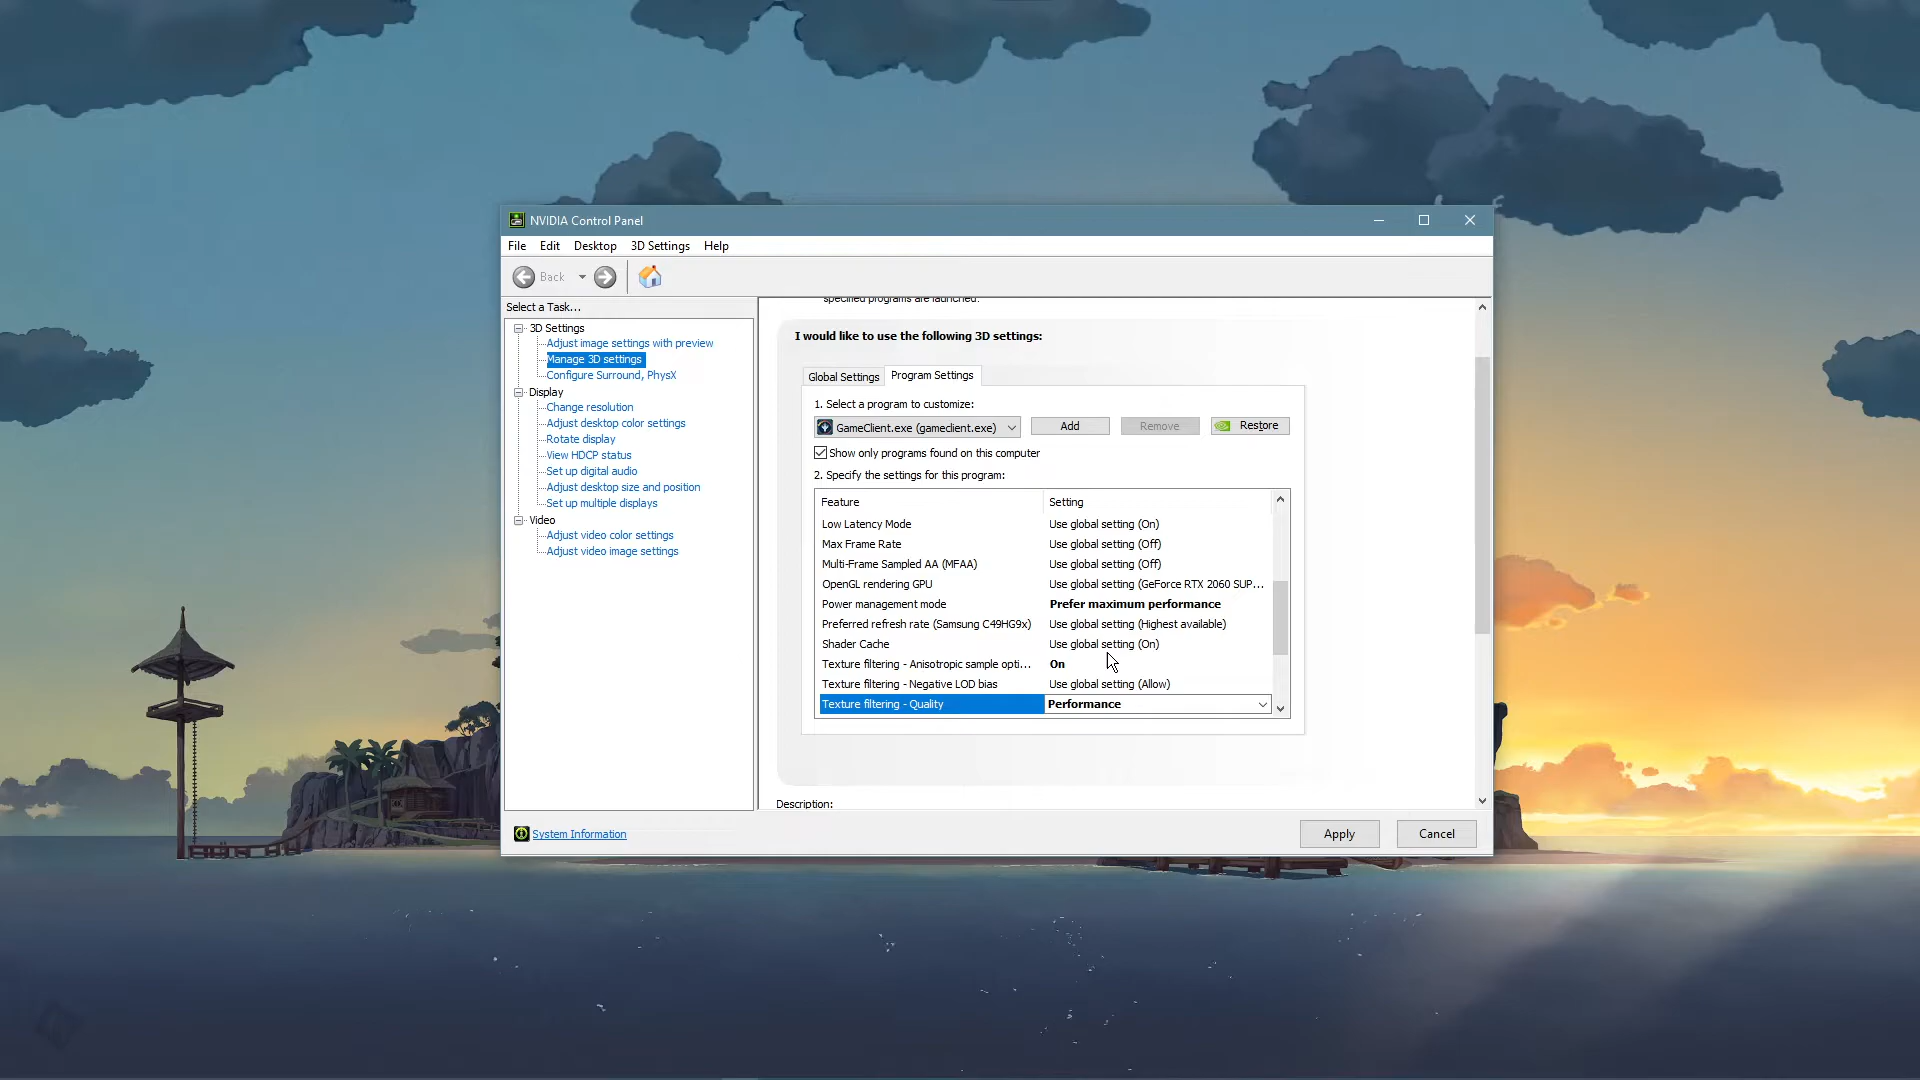 NVIDIA Control Panel
File Edit Desktop 3D Settings Help
Back
Select a Task...
3D Settings
Adjust image settings with preview
Manage 3D settings
Configure Surround, PhysX
Display
Change resolution
Adjust desktop color settings
Rotate display
View HDCP status
Set up digital audio
Adjust desktop size and position
Set up multiple displays
Video
Adjust video color settings
Adjust video image settings
System Information
specified programs are launched.
I would like to use the following 3D settings:
Global Settings Program Settings
1. Select a program to customize:
GameClient.exe (gameclient.exe) Add Remove Restore
Show only programs found on this computer
2. Specify the settings for this program:
Feature Setting
Low Latency Mode Use global setting (On)
Max Frame Rate Use global setting (Off)
Multi-Frame Sampled AA (MFAA) Use global setting (Off)
OpenGL rendering GPU Use global setting (GeForce RTX 2060 SUP...
Power management mode Prefer maximum performance
Preferred refresh rate (Samsung C49HG9x) Use global setting (Highest available)
Shader Cache Use global setting (On)
Texture filtering - Anisotropic sample opti... On
Texture filtering - Negative LOD bias Use global setting (Allow)
Texture filtering - Quality Performance
Description:
Apply Cancel